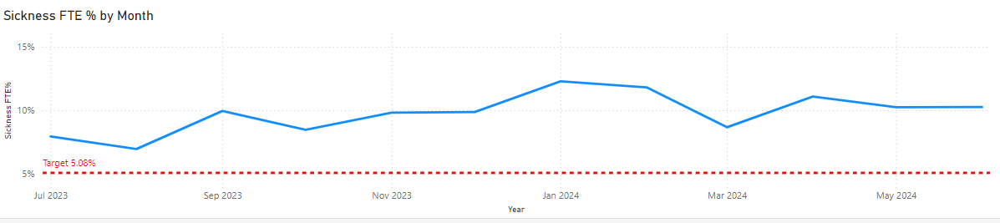 Sickness FTE % by Month
15%
Sickness FTE%
10%
Target 5.08%
5%
Jul 2023 Sep 2023 Nov 2023 Jan 2024 Mar 2024 May 2024
Year